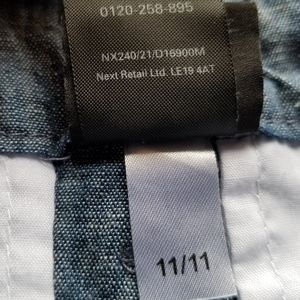 0120-258-895
NX240/21/D16900M
Next Retail Ltd. LE19 4AT
11/11